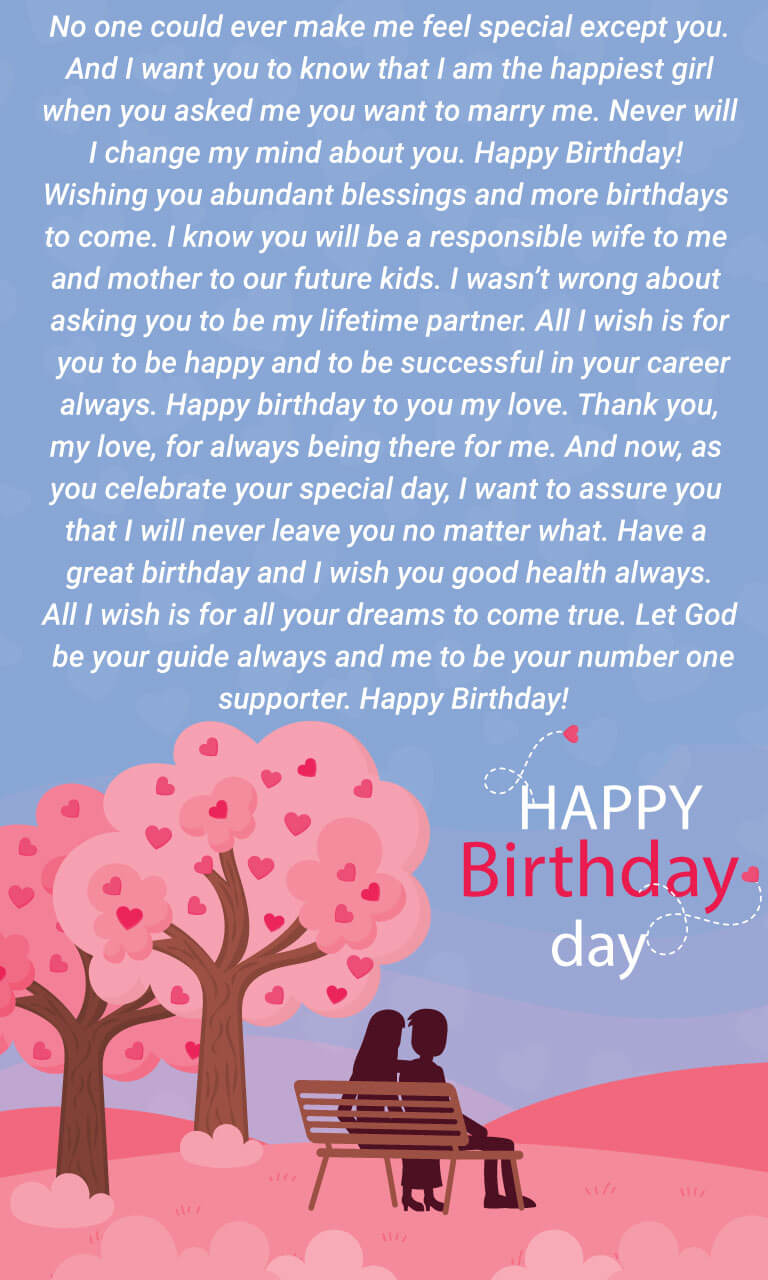 No one could ever make me feel special except you.
And I want you to know that I am the happiest girl
when you asked me you want to marry me. Never will
I change my mind about you. Happy Birthday!
Wishing you abundant blessings and more birthdays
to come. I know you will be a responsible wife to me
and mother to our future kids. I wasn’t wrong about
asking you to be my lifetime partner. All I wish is for
you to be happy and to be successful in your career
always. Happy birthday to you my love. Thank you,
my love, for always being there for me. And now, as
you celebrate your special day, I want to assure you
that I will never leave you no matter what. Have a
great birthday and I wish you good health always.
All I wish is for all your dreams to come true. Let God
be your guide always and me to be your number one
supporter. Happy Birthday!
HAPPY
Birthday
day